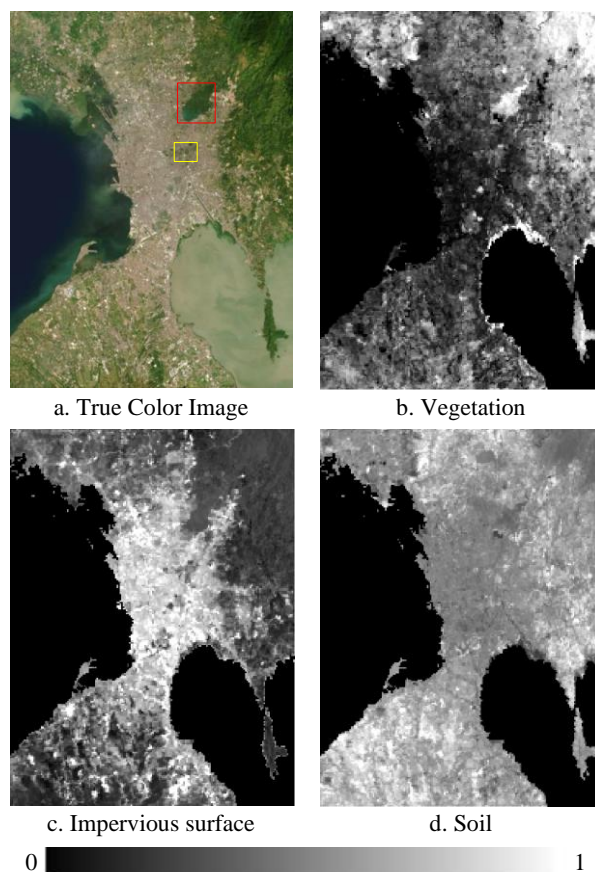 a. True Color Image
b. Vegetation
c. Impervious surface
d. Soil
0 1